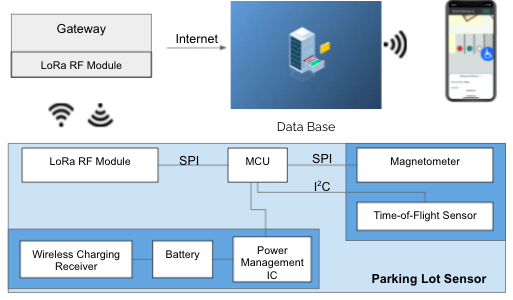 Gateway
LoRa RF Module
Internet
Data Base
LoRa RF Module
SPI
MCU
SPI
Magnetometer
I²C
Time-of-Flight Sensor
Wireless Charging
Receiver
Battery
Power
Management
IC
Parking Lot Sensor